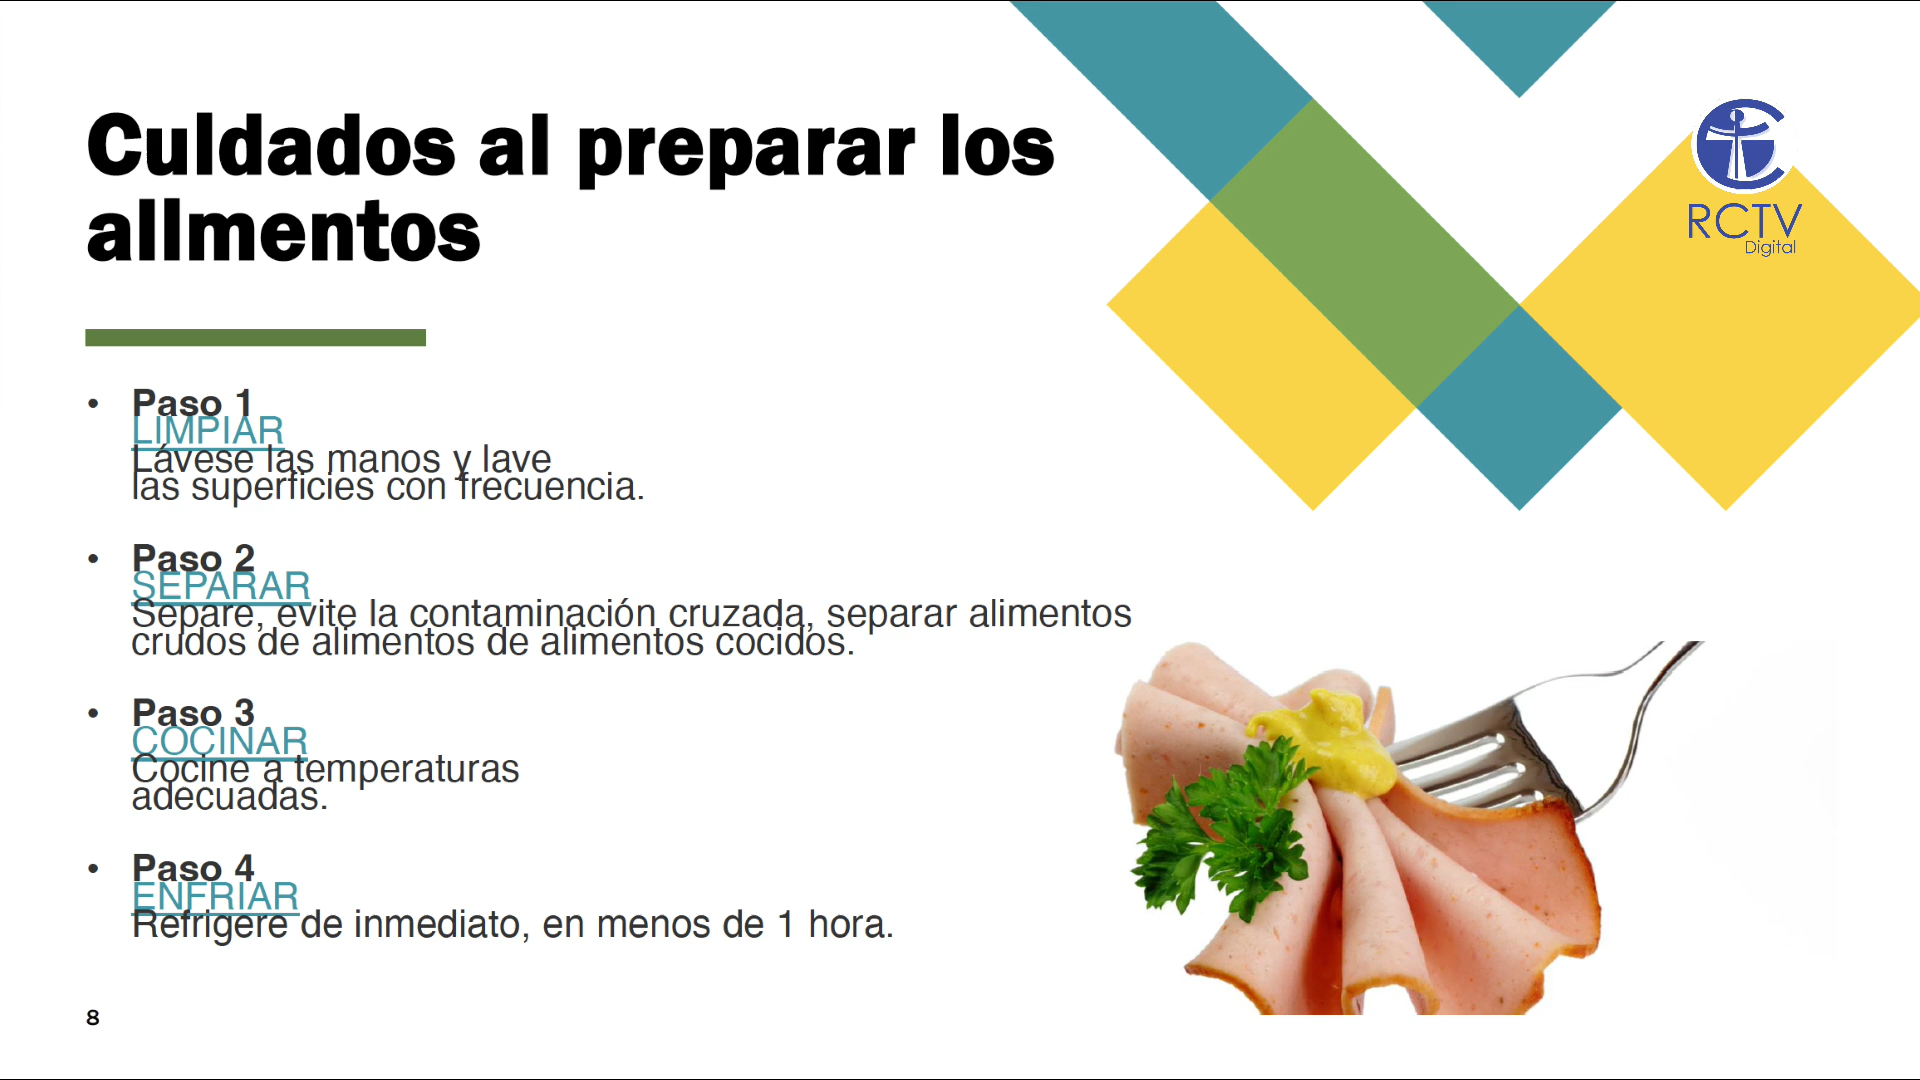 Culdados al preparar los
allmentos
RCTV
Digital
• Paso 1
LIMPIAR
Lávese las manos y lave
las superficies con frecuencia.
• Paso 2
SEPARAR
Separe, evite la contaminación cruzada, separar alimentos
crudos de alimentos de alimentos cocidos.
• Paso 3
COCINAR
Cocine a temperaturas
adecuadas.
• Paso 4
ENFRIAR
Refrigere de inmediato, en menos de 1 hora.
8